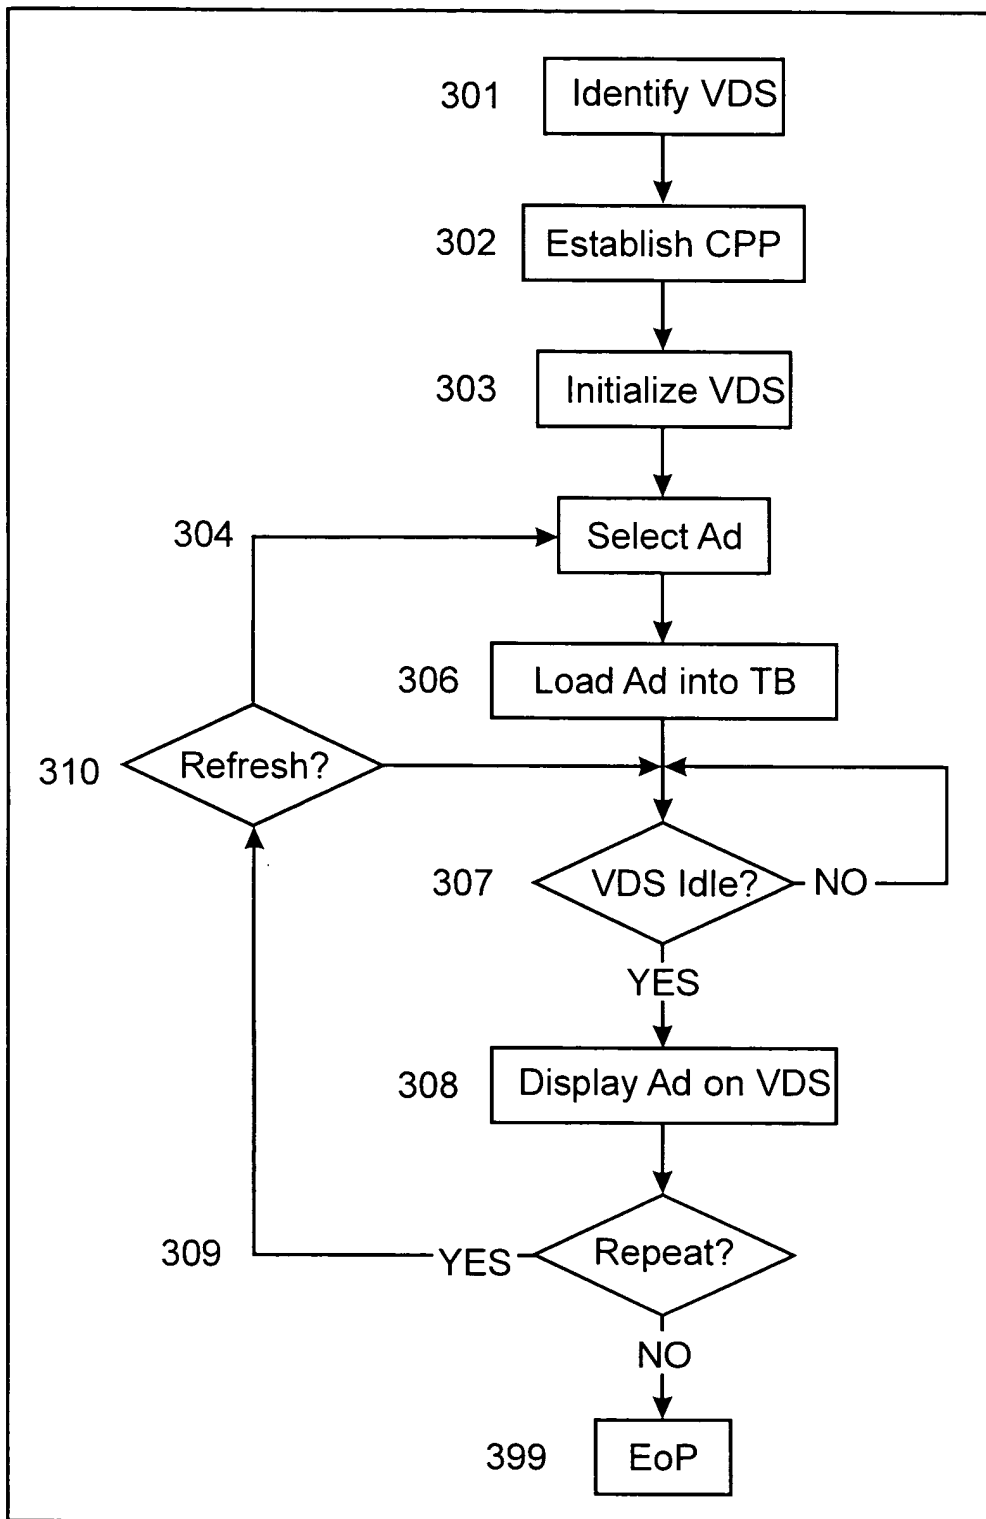 301 Identify VDS
302 Establish CPP
303 Initialize VDS
304 Select Ad
306 Load Ad into TB
310 Refresh?
307 VDS Idle? NO
YES
308 Display Ad on VDS
309 YES Repeat?
NO
399 EoP